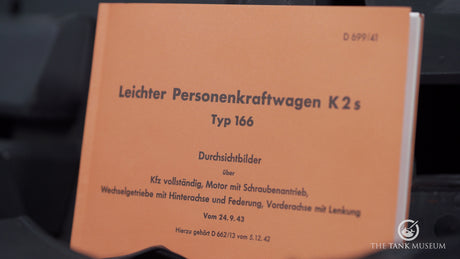 D 699/41
Leichter Personenkraftwagen K 2 s
Typ 166
Durchsichtbilder
über
Kfz vollständig, Motor mit Schraubenantrieb,
Wechselgetriebe mit Hinterachse und Federung, Vorderachse mit Lenkung
Vom 24.9.43
Hierzu gehört D 662/13 vom 5.12.42
THE TANK MUSEUM